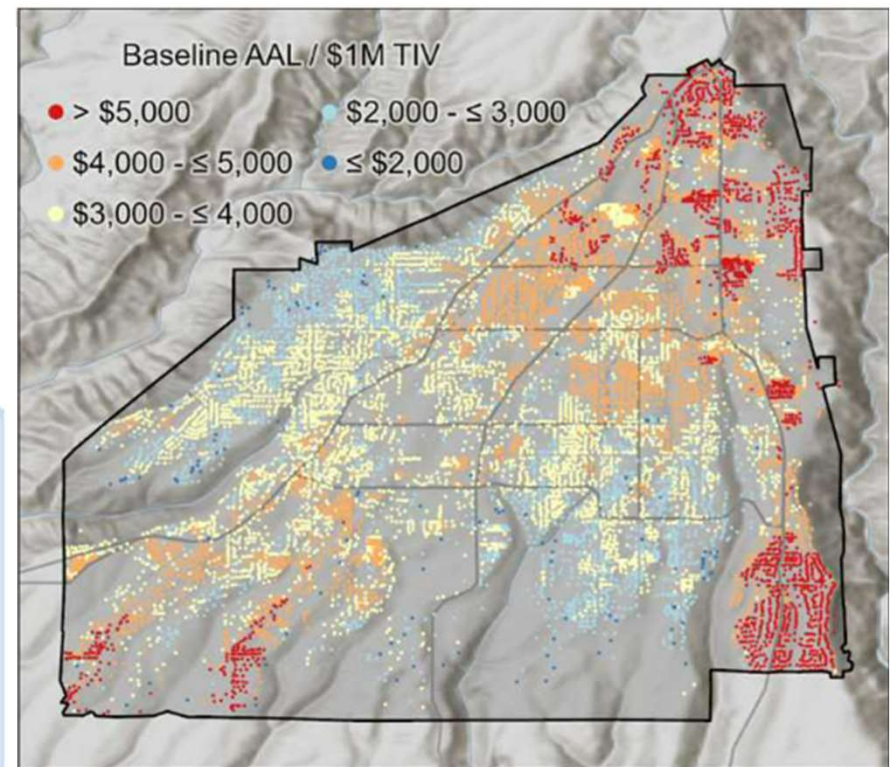 Baseline AAL / $1M TIV
> $5,000
$4,000 - ≤ 5,000
$3,000 - ≤ 4,000
$2,000 - ≤ 3,000
≤ $2,000